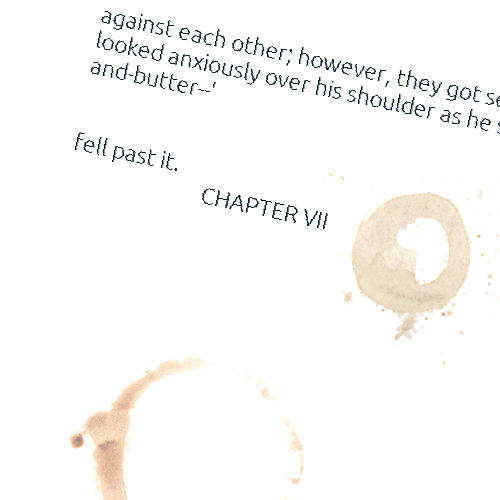 against each other; however, they got
looked anxiously over his shoulder as he
and-butter--'
fell past it.
CHAPTER VII